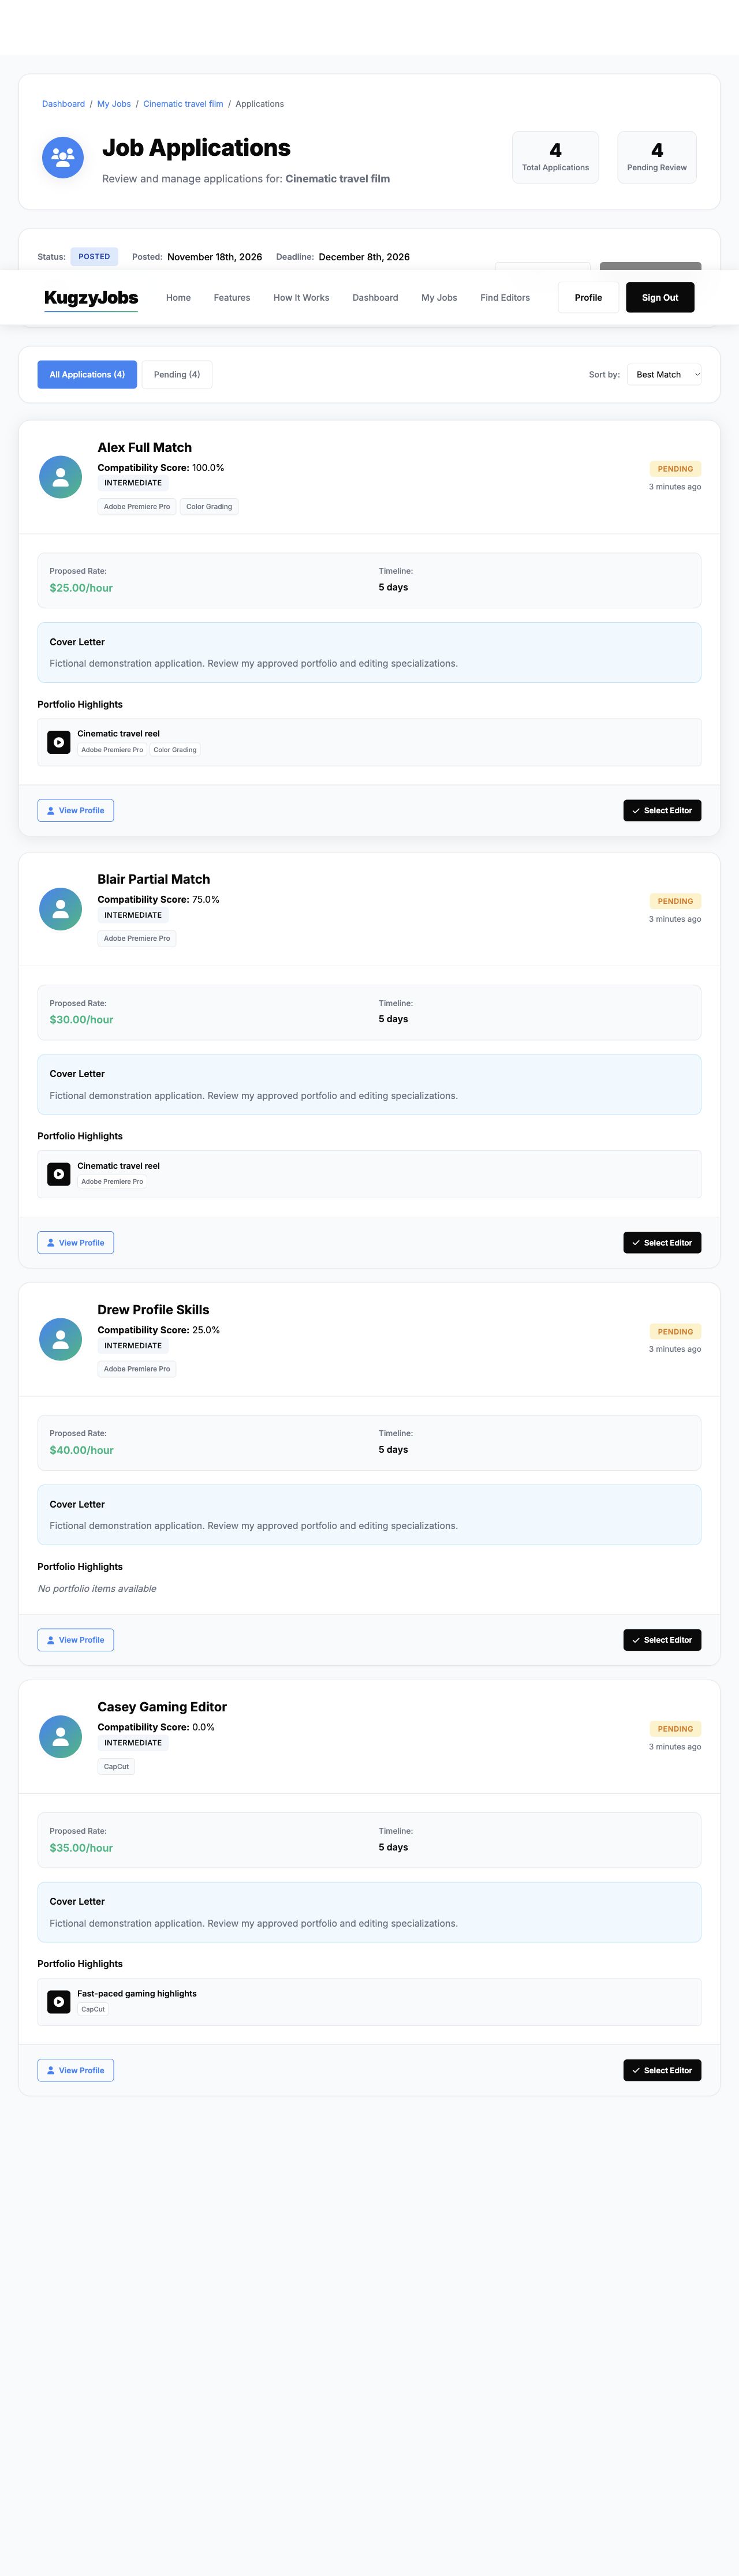 Dashboard / My Jobs / Cinematic travel film / Applications
Job Applications
Review and manage applications for: Cinematic travel film
4
Total Applications
4
Pending Review
Status: POSTED Posted: November 18th, 2026 Deadline: December 8th, 2026
KugzyJobs Home Features How It Works Dashboard My Jobs Find Editors Profile Sign Out
All Applications (4) Pending (4) Sort by: Best Match
Alex Full Match
Compatibility Score: 100.0%
INTERMEDIATE
Adobe Premiere Pro Color Grading
PENDING
3 minutes ago
Proposed Rate:
$25.00/hour
Timeline:
5 days
Cover Letter
Fictional demonstration application. Review my approved portfolio and editing specializations.
Portfolio Highlights
Cinematic travel reel
Adobe Premiere Pro Color Grading
View Profile Select Editor
Blair Partial Match
Compatibility Score: 75.0%
INTERMEDIATE
Adobe Premiere Pro
PENDING
3 minutes ago
Proposed Rate:
$30.00/hour
Timeline:
5 days
Cover Letter
Fictional demonstration application. Review my approved portfolio and editing specializations.
Portfolio Highlights
Cinematic travel reel
Adobe Premiere Pro
View Profile Select Editor
Drew Profile Skills
Compatibility Score: 25.0%
INTERMEDIATE
Adobe Premiere Pro
PENDING
3 minutes ago
Proposed Rate:
$40.00/hour
Timeline:
5 days
Cover Letter
Fictional demonstration application. Review my approved portfolio and editing specializations.
Portfolio Highlights
No portfolio items available
View Profile Select Editor
Casey Gaming Editor
Compatibility Score: 0.0%
INTERMEDIATE
CapCut
PENDING
3 minutes ago
Proposed Rate:
$35.00/hour
Timeline:
5 days
Cover Letter
Fictional demonstration application. Review my approved portfolio and editing specializations.
Portfolio Highlights
Fast-paced gaming highlights
CapCut
View Profile Select Editor